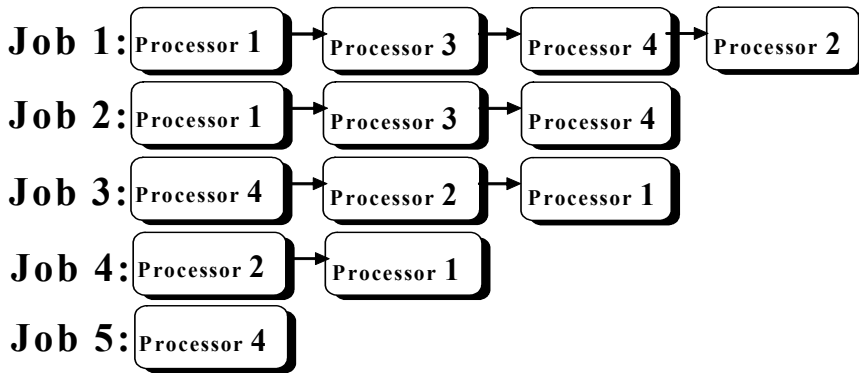 Job 1: Processor 1 Processor 3 Processor 4 Processor 2
Job 2: Processor 1 Processor 3 Processor 4
Job 3: Processor 4 Processor 2 Processor 1
Job 4: Processor 2 Processor 1
Job 5: Processor 4